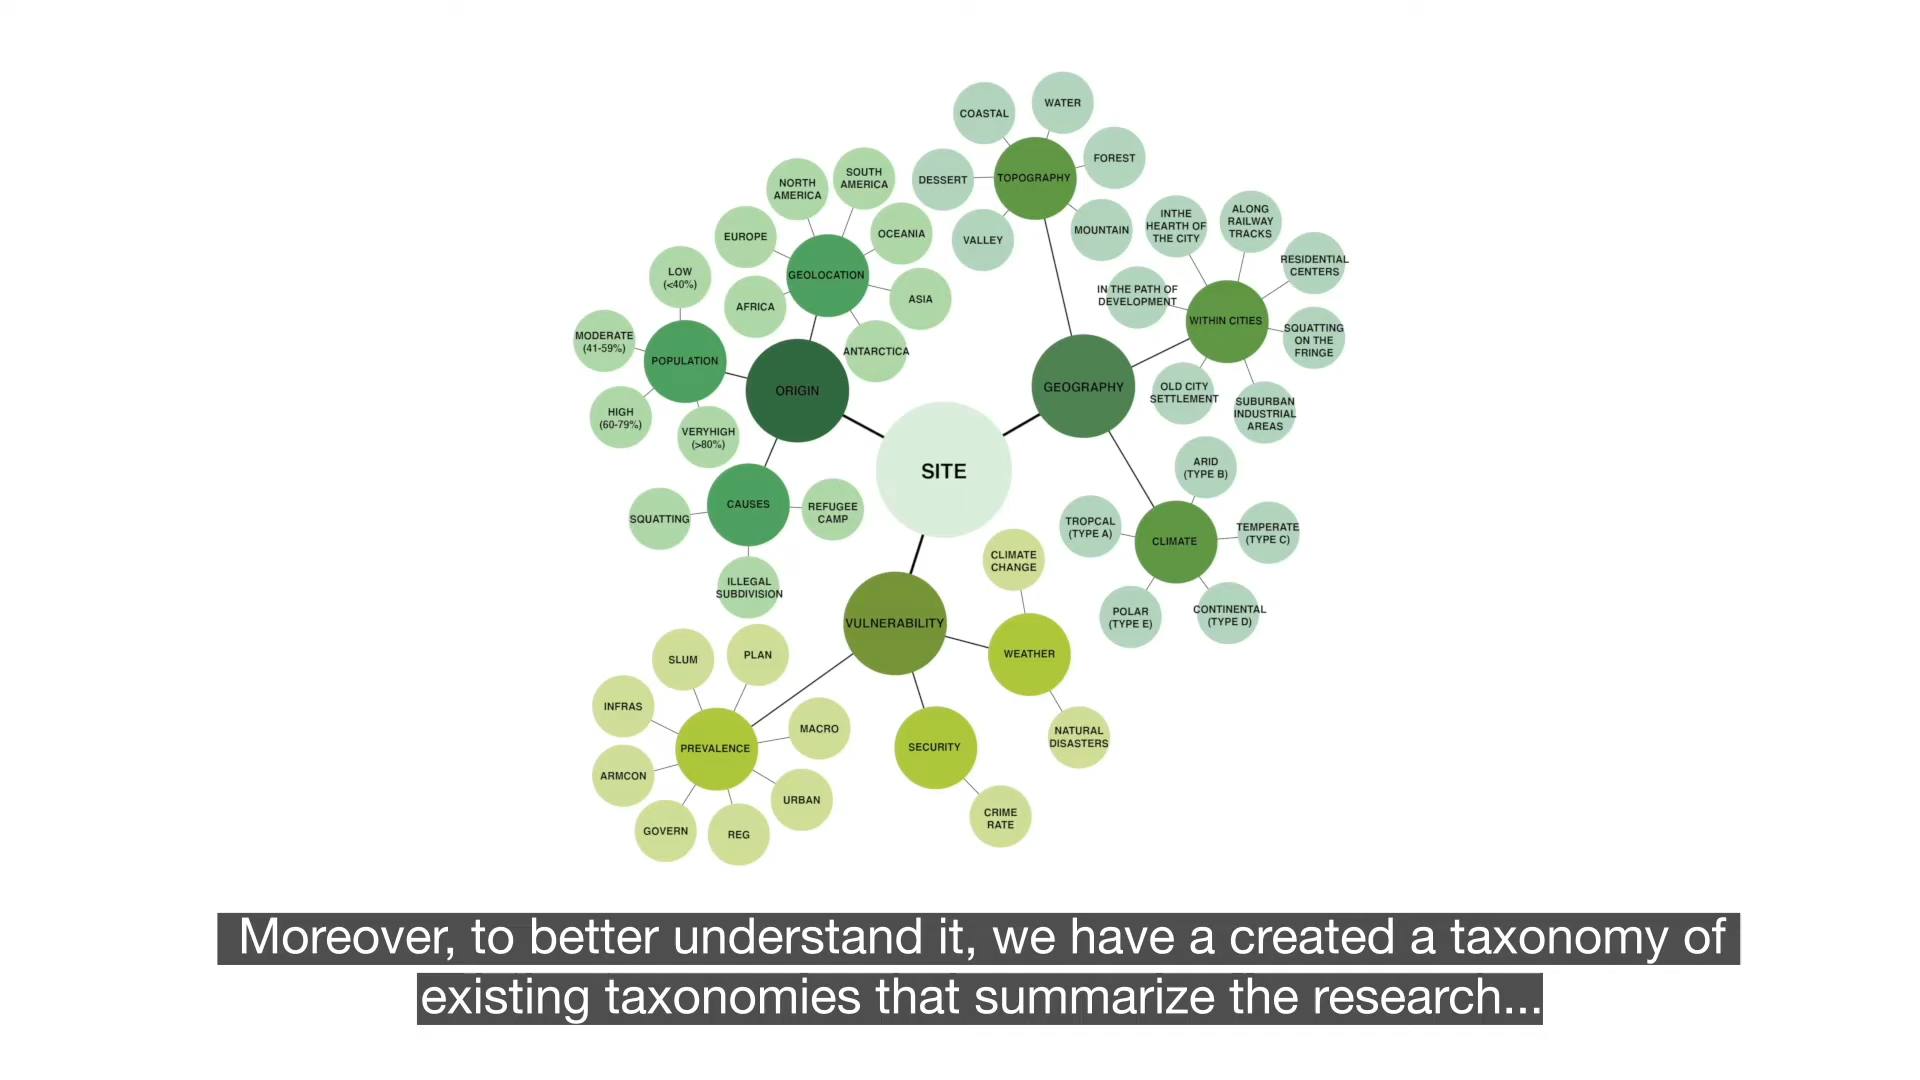 COASTAL
WATER
FOREST
DESSERT
TOPOGRAPHY
VALLEY
MOUNTAIN
NORTH
AMERICA
SOUTH
AMERICA
EUROPE
OCEANIA
GEOLOCATION
AFRICA
ASIA
ANTARCTICA
LOW
(<40%)
MODERATE
(41-59%)
POPULATION
HIGH
(60-79%)
VERYHIGH
(>80%)
ORIGIN
CAUSES
SQUATTING
REFUGEE
CAMP
ILLEGAL
SUBDIVISION
SITE
GEOGRAPHY
INTHE
HEARTH OF
THE CITY
ALONG
RAILWAY
TRACKS
RESIDENTIAL
CENTERS
IN THE PATH OF
DEVELOPMENT
WITHIN CITIES
SQUATTING
ON THE
FRINGE
OLD CITY
SETTLEMENT
SUBURBAN
INDUSTRIAL
AREAS
ARID
(TYPE B)
TROPCAL
(TYPE A)
CLIMATE
TEMPERATE
(TYPE C)
POLAR
(TYPE E)
CONTINENTAL
(TYPE D)
VULNERABILITY
CLIMATE
CHANGE
WEATHER
NATURAL
DISASTERS
SECURITY
CRIME
RATE
PREVALENCE
SLUM
PLAN
INFRAS
MACRO
ARMCON
URBAN
GOVERN
REG
Moreover, to better understand it, we have a created a taxonomy of
existing taxonomies that summarize the research...